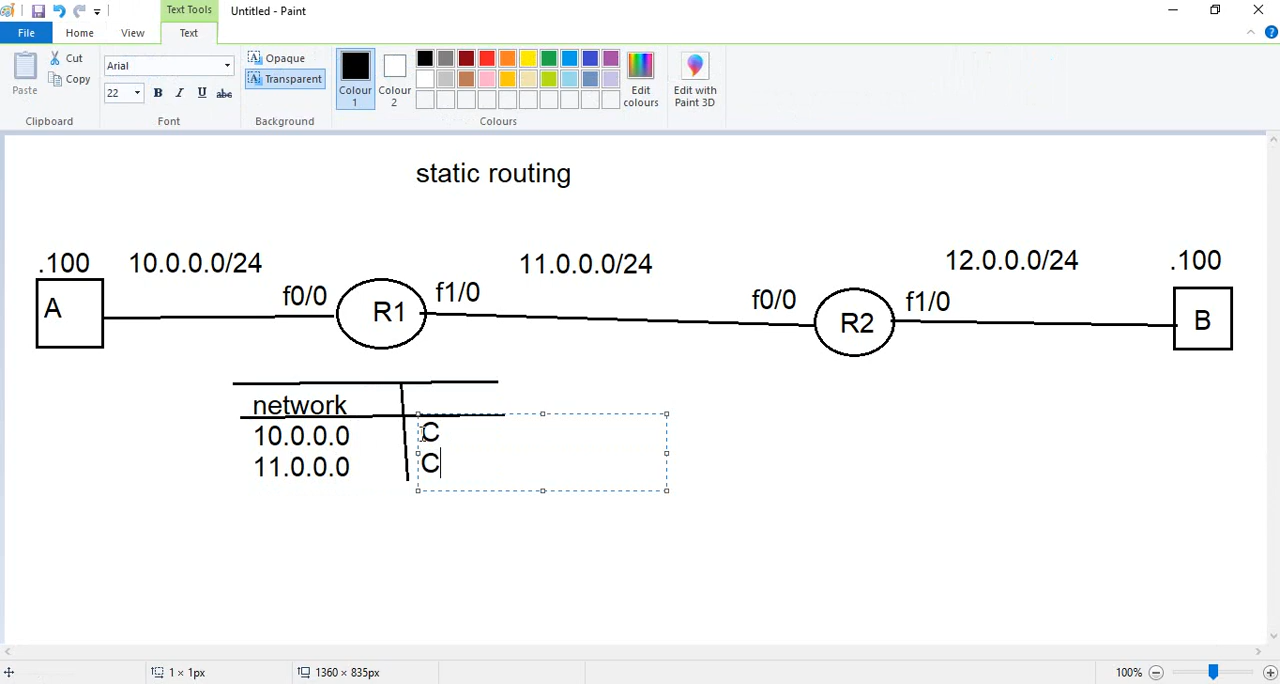 Text Tools
Untitled - Paint
File
Home
View
Text
Paste
Cut
Copy
Clipboard
Arial
22
B I U abc
Font
Opaque
Transparent
Background
Colour 1
Colour 2
Edit colours
Colours
Edit with Paint 3D
static routing
.100
10.0.0.0/24
11.0.0.0/24
12.0.0.0/24
.100
A
f0/0
R1
f1/0
f0/0
R2
f1/0
B
network
10.0.0.0 C
11.0.0.0 C
1 × 1px
1360 × 835px
100%